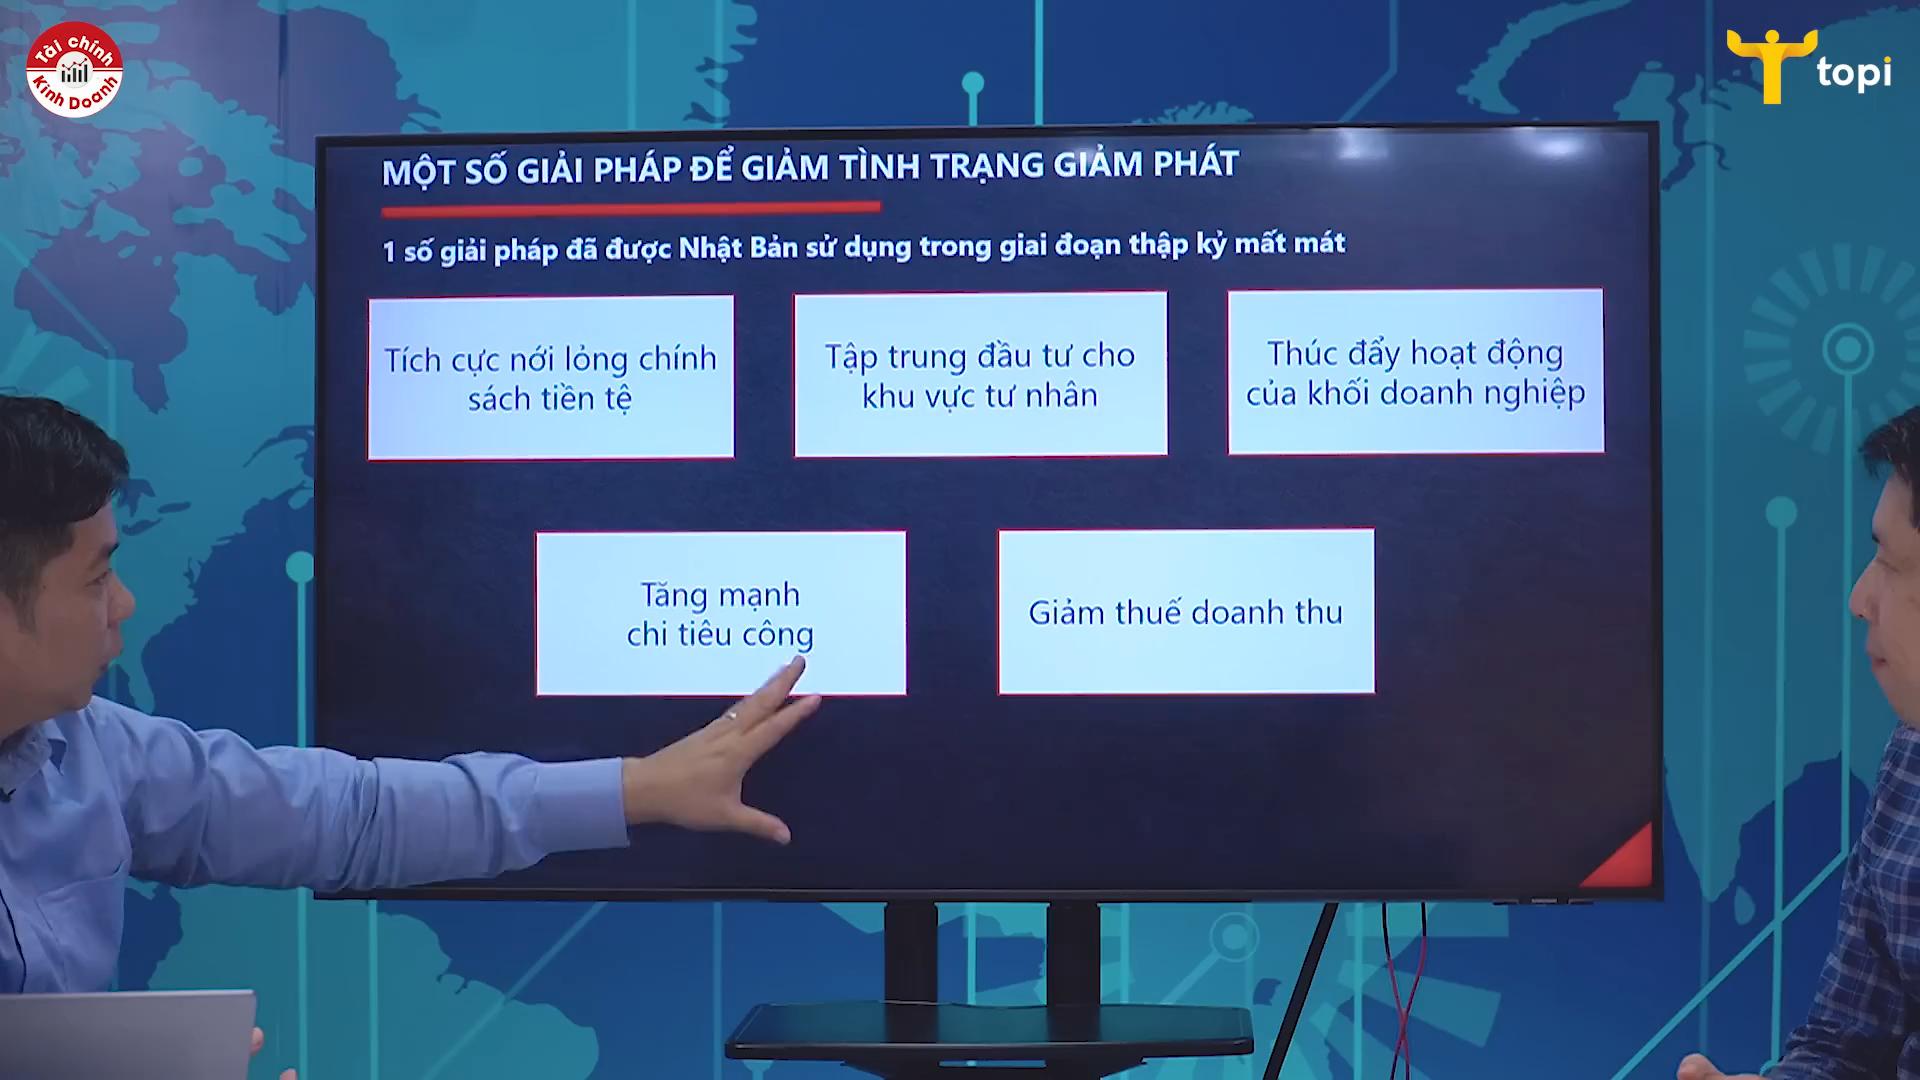 Tài chính
Kinh Doanh
topi
MỘT SỐ GIẢI PHÁP ĐỂ GIẢM TÌNH TRẠNG GIẢM PHÁT
1 số giải pháp đã được Nhật Bản sử dụng trong giai đoạn thập kỷ mất mát
Tích cực nới lỏng chính
sách tiền tệ
Tập trung đầu tư cho
khu vực tư nhân
Thúc đẩy hoạt động
của khối doanh nghiệp
Tăng mạnh
chi tiêu công
Giảm thuế doanh thu